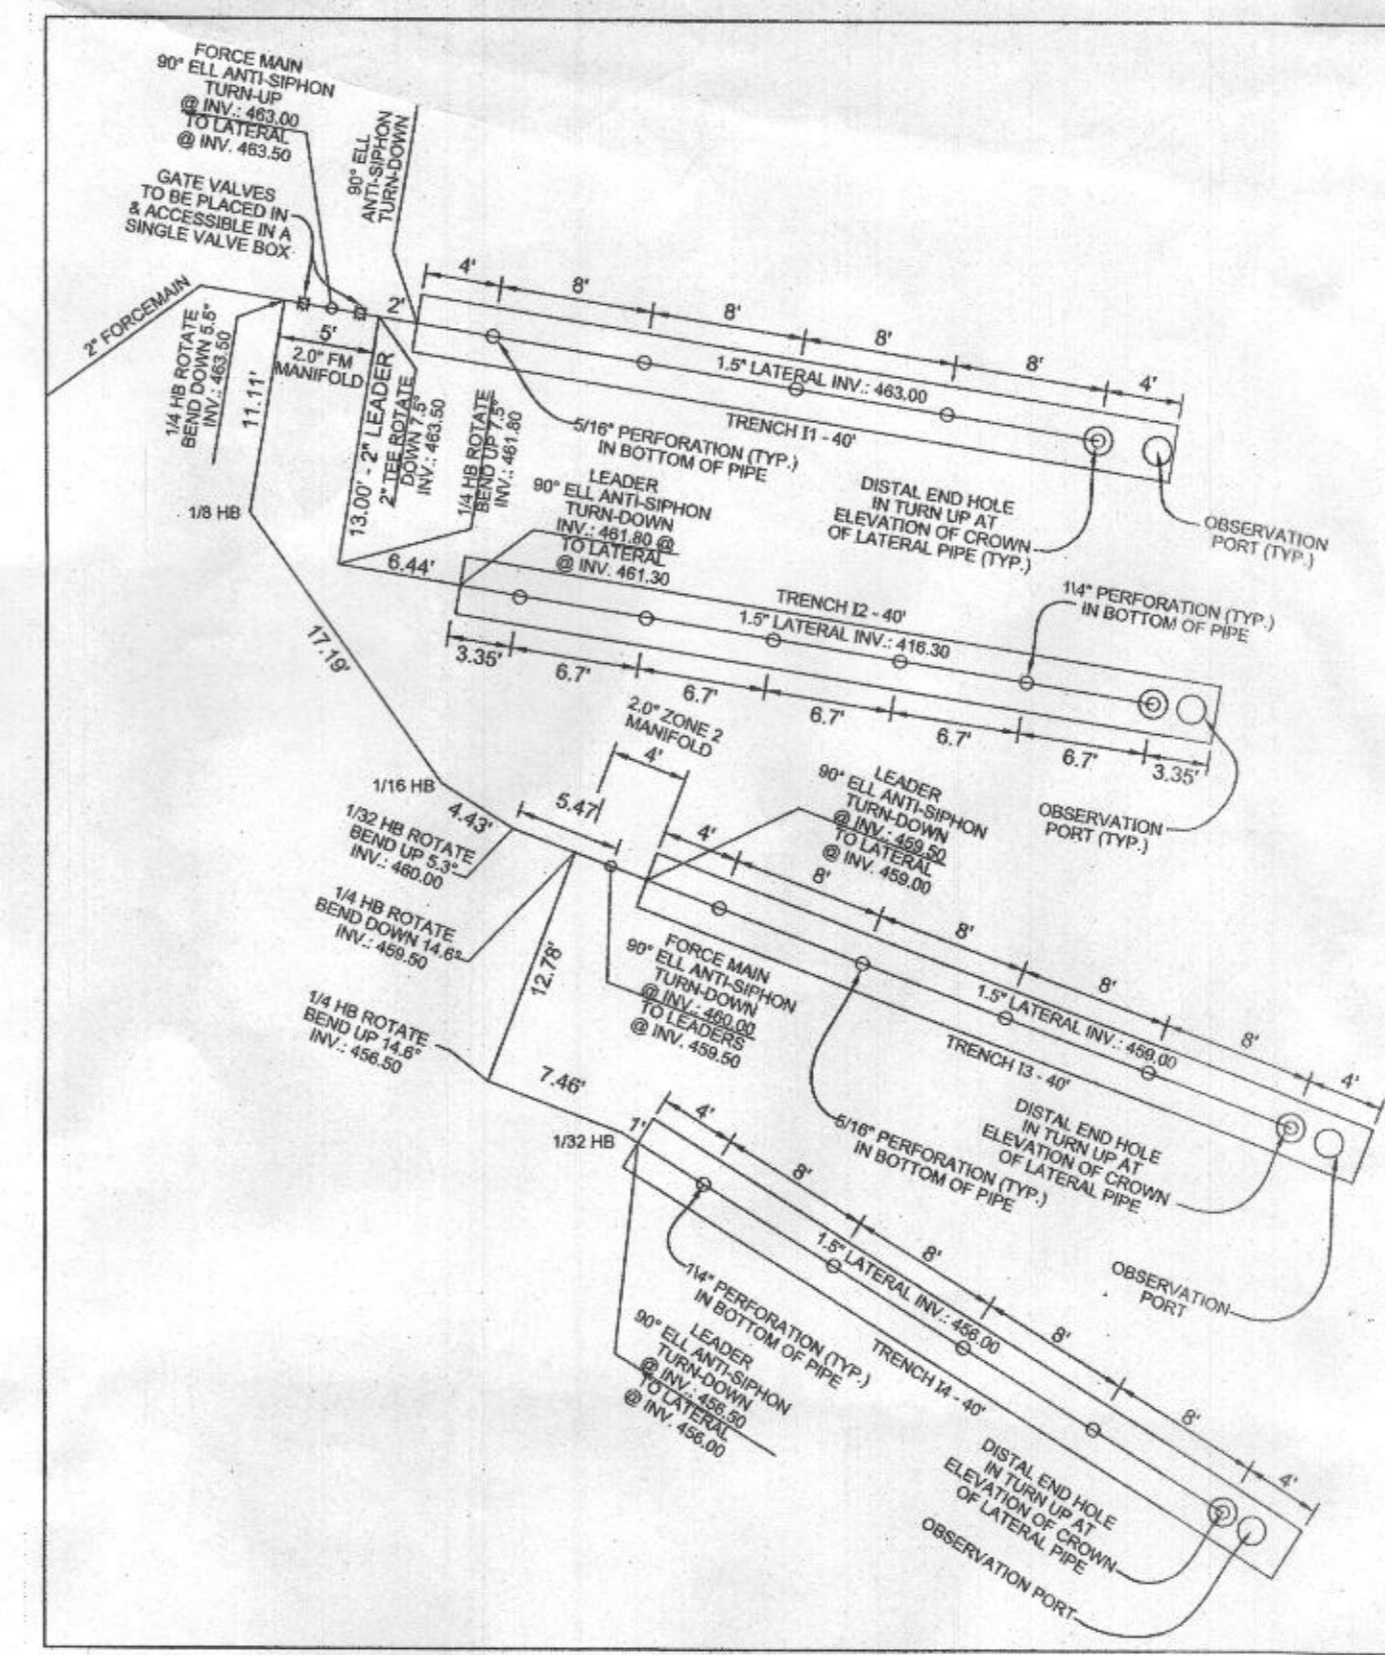 FORCE MAIN
90° ELL ANTI-SIPHON
TURN-UP
@ INV.: 463.00
TO LATERAL
@ INV. 463.50
90° ELL
ANTI-SIPHON
TURN-DOWN
GATE VALVES
TO BE PLACED IN
& ACCESSIBLE IN A
SINGLE VALVE BOX
2" FORCEMAIN
1/4 HB ROTATE
BEND DOWN 5.5°
INV.: 463.50
11.11'
5'
2.0" FM
MANIFOLD
2'
13.00' - 2" LEADER
2" TEE ROTATE
DOWN 7.5°
INV.: 463.50
1/4 HB ROTATE
BEND UP 7.5°
INV.: 461.80
4'
8'
8'
8'
8'
4'
1.5" LATERAL INV.: 463.00
TRENCH I1 - 40'
5/16" PERFORATION (TYP.)
IN BOTTOM OF PIPE
DISTAL END HOLE
IN TURN UP AT
ELEVATION OF CROWN
OF LATERAL PIPE (TYP.)
OBSERVATION
PORT (TYP.)
LEADER
90° ELL ANTI-SIPHON
TURN-DOWN
INV.: 461.80 @
TO LATERAL
@ INV. 461.30
1/8 HB
6.44'
TRENCH I2 - 40'
1.5" LATERAL INV.: 416.30
1\4" PERFORATION (TYP.)
IN BOTTOM OF PIPE
3.35'
6.7'
6.7'
6.7'
6.7'
6.7'
3.35'
OBSERVATION
PORT (TYP.)
17.19'
2.0" ZONE 2
MANIFOLD
4'
1/16 HB
4.43'
5.47'
1/32 HB ROTATE
BEND UP 5.3°
INV.: 460.00
1/4 HB ROTATE
BEND DOWN 14.6°
INV.: 459.50
LEADER
90° ELL ANTI-SIPHON
TURN-DOWN
@ INV.: 459.50
TO LATERAL
@ INV. 459.00
4'
8'
8'
8'
8'
4'
1.5" LATERAL INV.: 459.00
TRENCH I3 - 40'
FORCE MAIN
90° ELL ANTI-SIPHON
TURN-DOWN
@ INV.: 460.00
TO LEADERS
@ INV. 459.50
12.78'
1/4 HB ROTATE
BEND UP 14.6°
INV.: 456.50
7.46'
1/32 HB
1'
5/16" PERFORATION (TYP.)
IN BOTTOM OF PIPE
DISTAL END HOLE
IN TURN UP AT
ELEVATION OF CROWN
OF LATERAL PIPE
OBSERVATION
PORT
4'
8'
8'
8'
8'
4'
1.5" LATERAL INV.: 456.00
TRENCH I4 - 40'
1\4" PERFORATION (TYP.)
IN BOTTOM OF PIPE
LEADER
90° ELL ANTI-SIPHON
TURN-DOWN
@ INV.: 456.50
TO LATERAL
@ INV. 456.00
DISTAL END HOLE
IN TURN UP AT
ELEVATION OF CROWN
OF LATERAL PIPE
OBSERVATION PORT